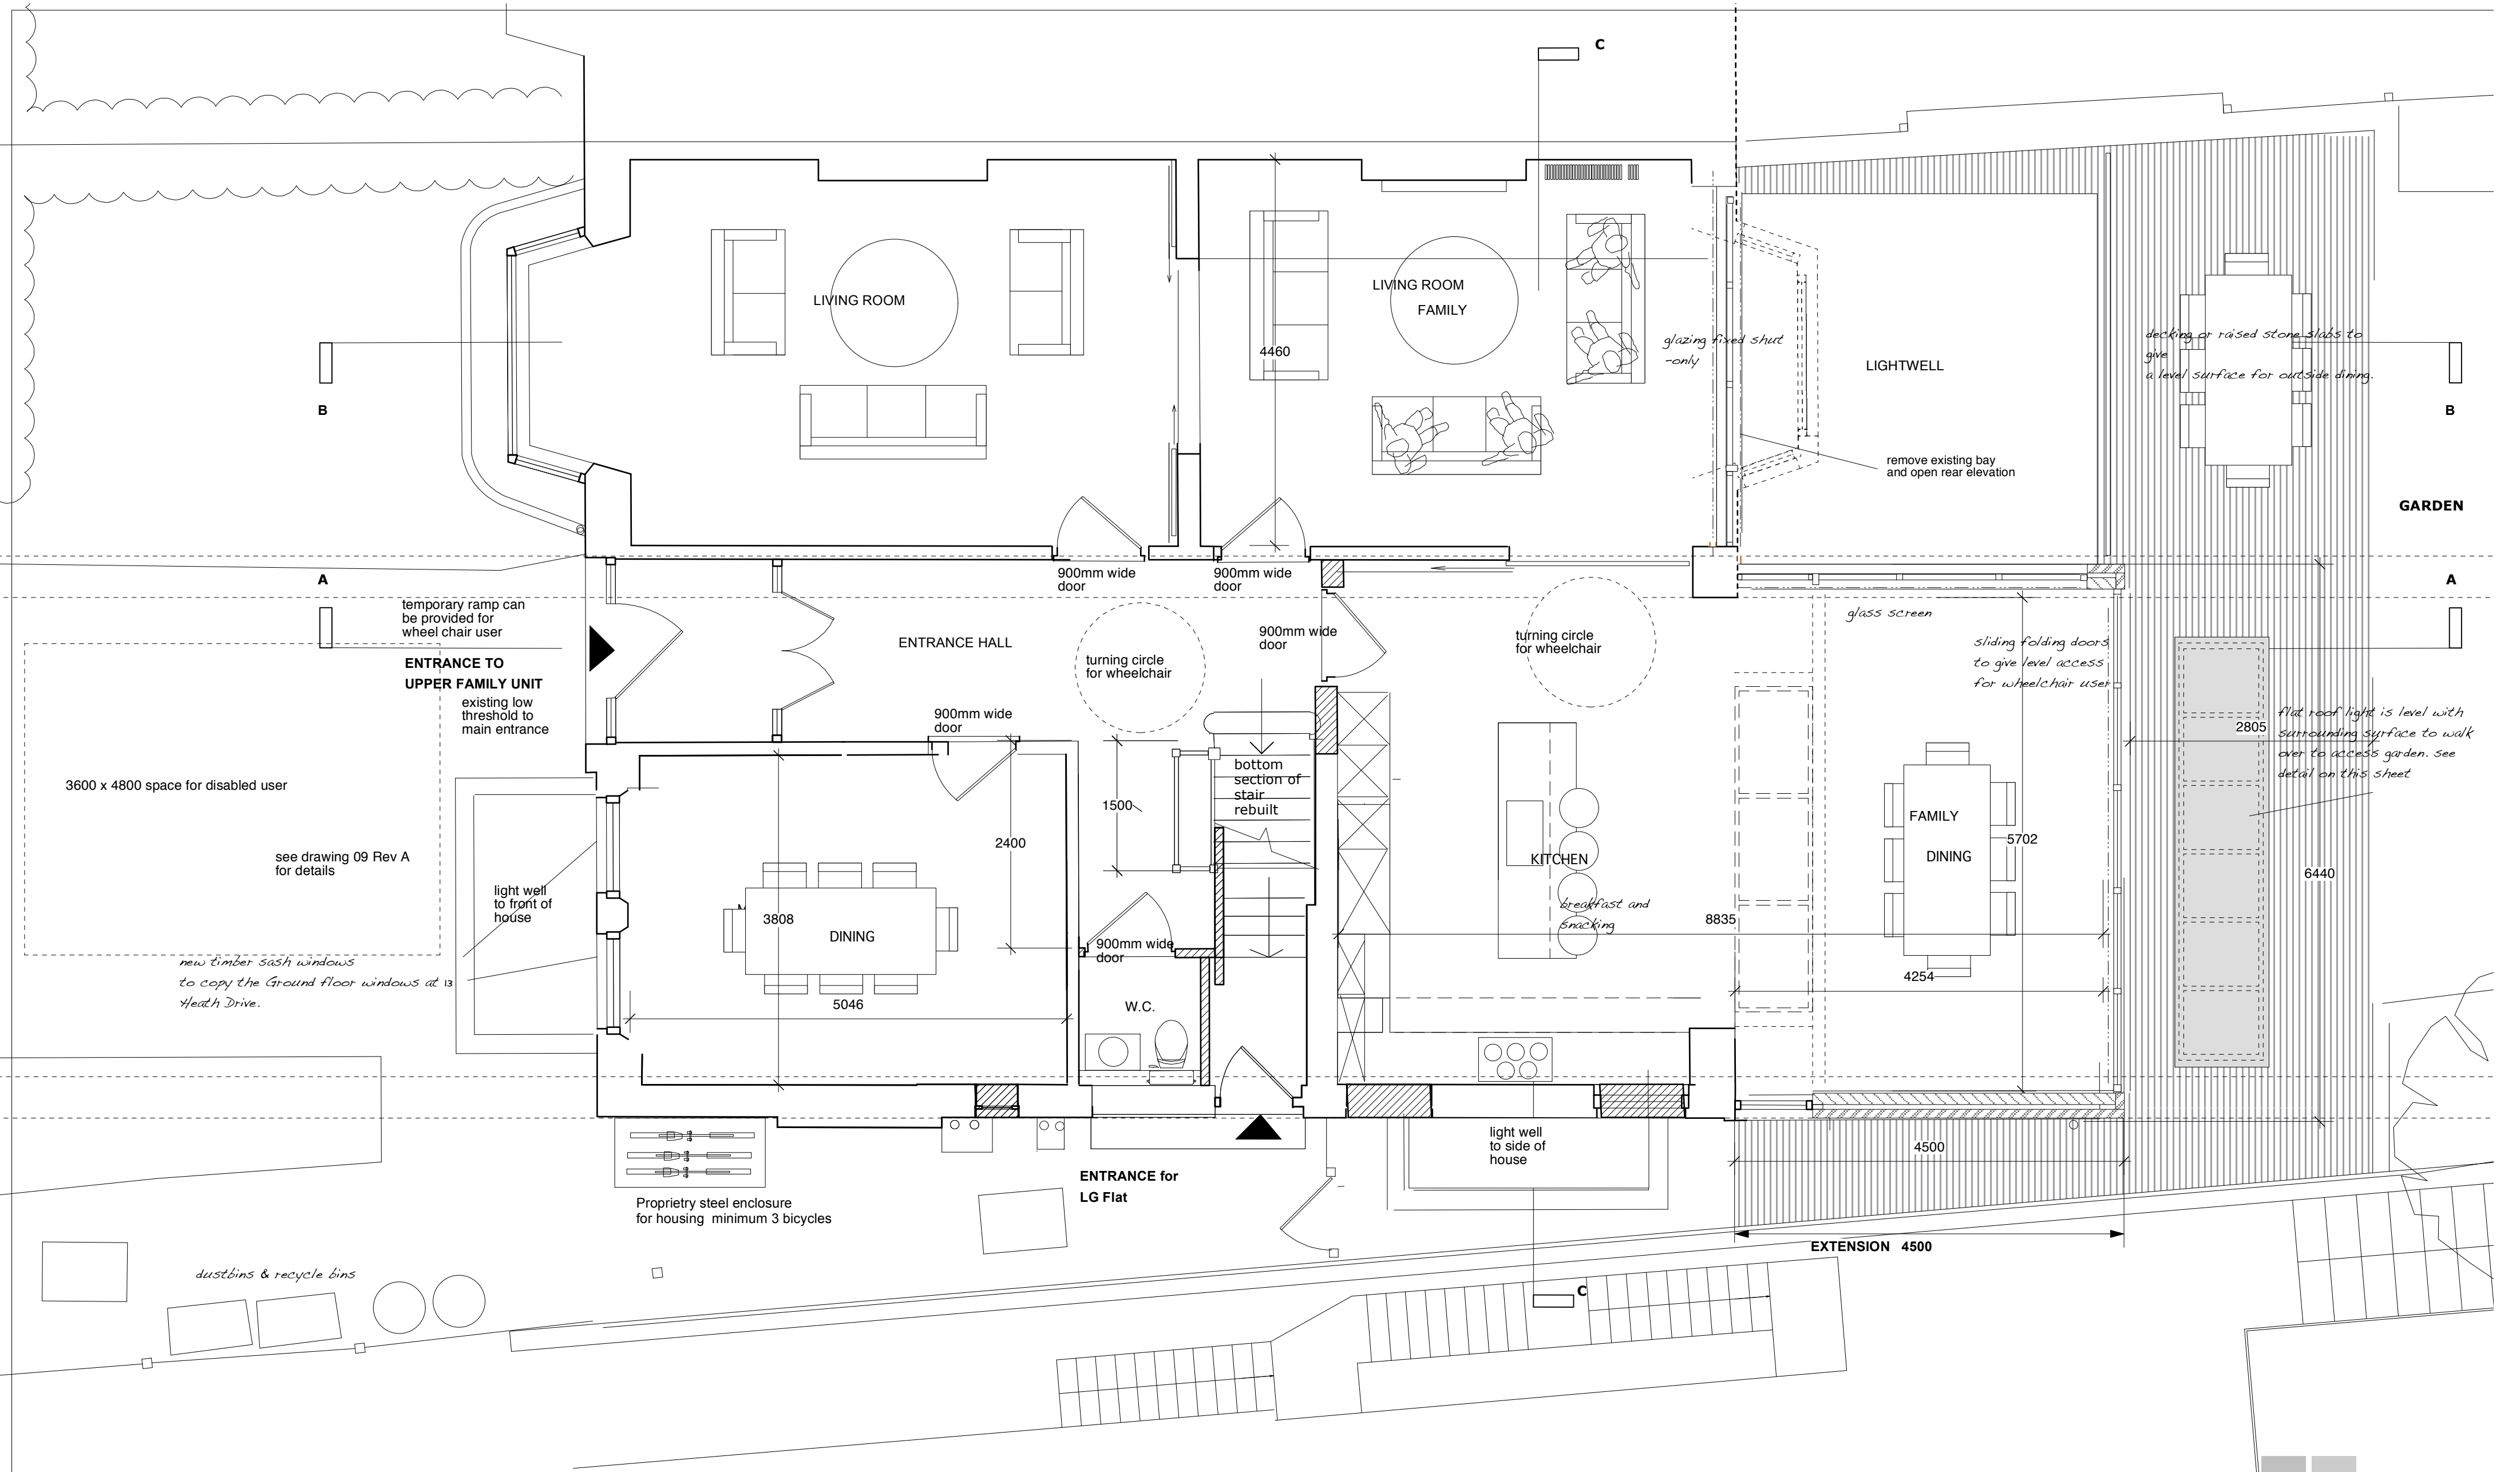 C
LIVING ROOM
LIVING ROOM
FAMILY
4460
glazing fixed shut
-only
LIGHTWELL
decking or raised stone slabs to
give
a level surface for outside dining.
B
B
remove existing bay
and open rear elevation
GARDEN
A
A
temporary ramp can
be provided for
wheel chair user
ENTRANCE TO
UPPER FAMILY UNIT
existing low
threshold to
main entrance
900mm wide
door
900mm wide
door
900mm wide
door
ENTRANCE HALL
turning circle
for wheelchair
turning circle
for wheelchair
glass screen
sliding folding doors
to give level access
for wheelchair user
900mm wide
door
flat roof light is level with
surrounding surface to walk
over to access garden. see
detail on this sheet
2805
3600 x 4800 space for disabled user
see drawing 09 Rev A
for details
light well
to front of
house
new timber sash windows
to copy the Ground floor windows at 13
Heath Drive.
bottom
section of
stair
rebuilt
1500
2400
3808
DINING
5046
900mm wide
door
W.C.
KITCHEN
breakfast and
snacking
8835
FAMILY
DINING
5702
4254
6440
4500
light well
to side of
house
ENTRANCE for
LG Flat
Proprietry steel enclosure
for housing minimum 3 bicycles
EXTENSION 4500
dustbins & recycle bins
C